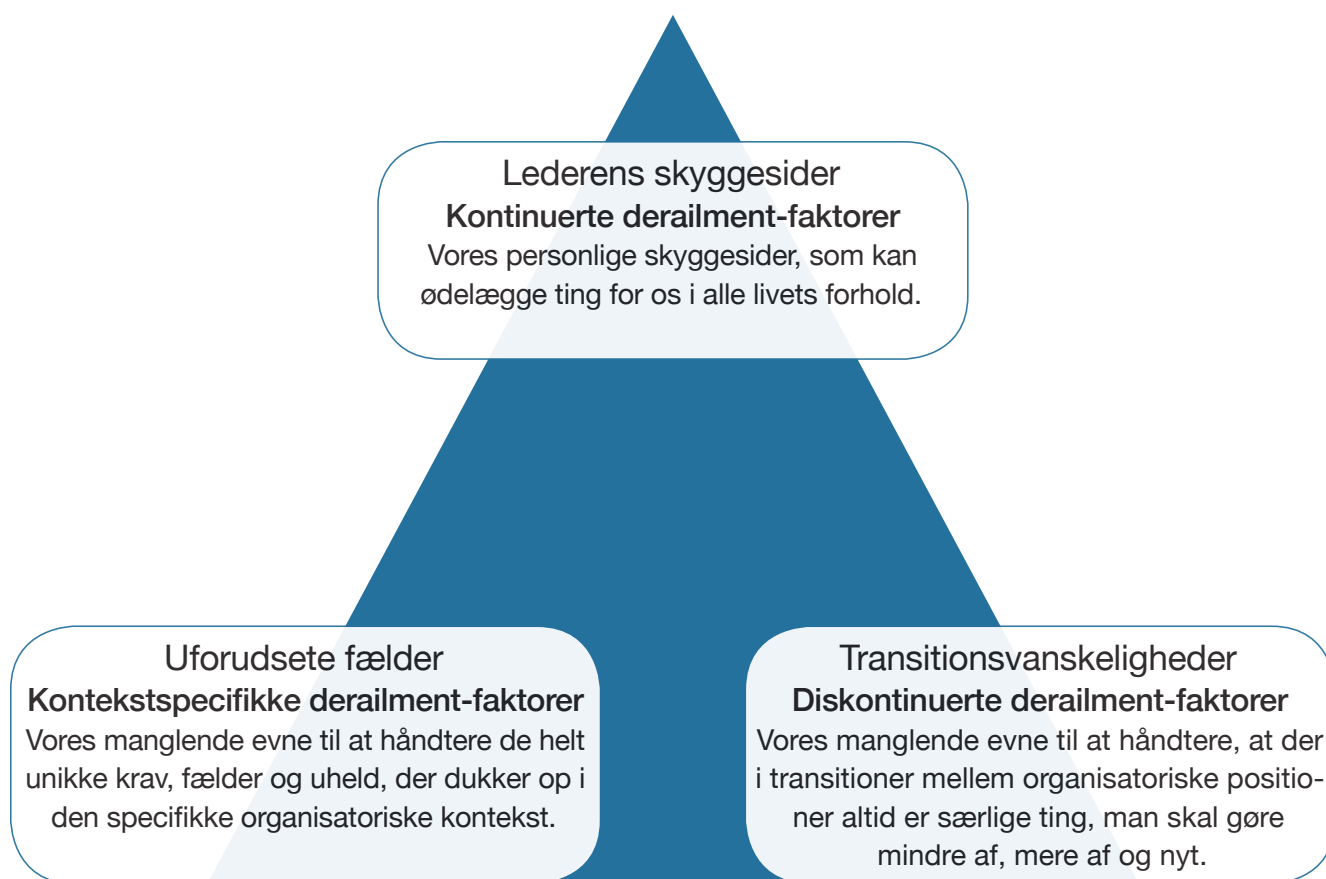 Lederens skyggesider
Kontinuerte derailment-faktorer
Vores personlige skyggesider, som kan
ødelægge ting for os i alle livets forhold.
Uforudsete fælder
Kontekstspecifikke derailment-faktorer
Vores manglende evne til at håndtere de helt
unikke krav, fælder og uheld, der dukker op i
den specifikke organisatoriske kontekst.
Transitionsvanskeligheder
Diskontinuerte derailment-faktorer
Vores manglende evne til at håndtere, at der
i transitioner mellem organisatoriske positio-
ner altid er særlige ting, man skal gøre
mindre af, mere af og nyt.